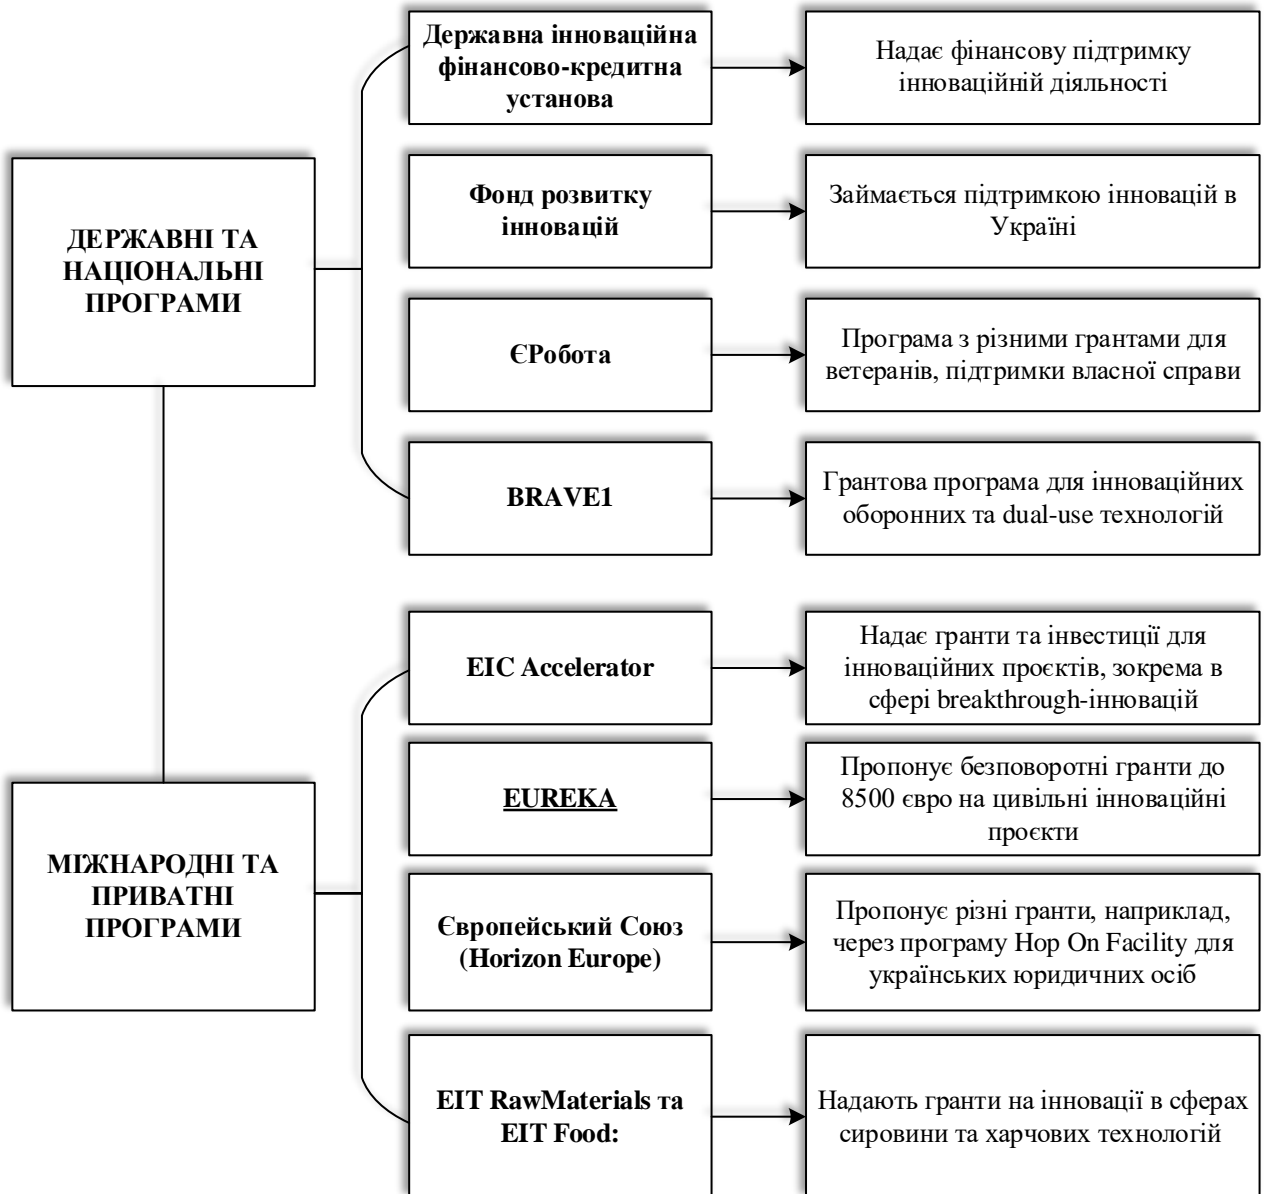 ДЕРЖАВНІ ТА
НАЦІОНАЛЬНІ
ПРОГРАМИ
Державна інноваційна
фінансово-кредитна
установа
Надає фінансову підтримку
інноваційній діяльності
Фонд розвитку
інновацій
Займається підтримкою інновацій в
Україні
ЄРобота
Програма з різними грантами для
ветеранів, підтримки власної справи
BRAVE1
Грантова програма для інноваційних
оборонних та dual-use технологій
МІЖНАРОДНІ ТА
ПРИВАТНІ
ПРОГРАМИ
EIC Accelerator
Надає гранти та інвестиції для
інноваційних проєктів, зокрема в
сфері breakthrough-інновацій
EUREKA
Пропонує безповоротні гранти до
8500 євро на цивільні інноваційні
проєкти
Європейський Союз
(Horizon Europe)
Пропонує різні гранти, наприклад,
через програму Hop On Facility для
українських юридичних осіб
EIT RawMaterials та
EIT Food:
Надають гранти на інновації в сферах
сировини та харчових технологій